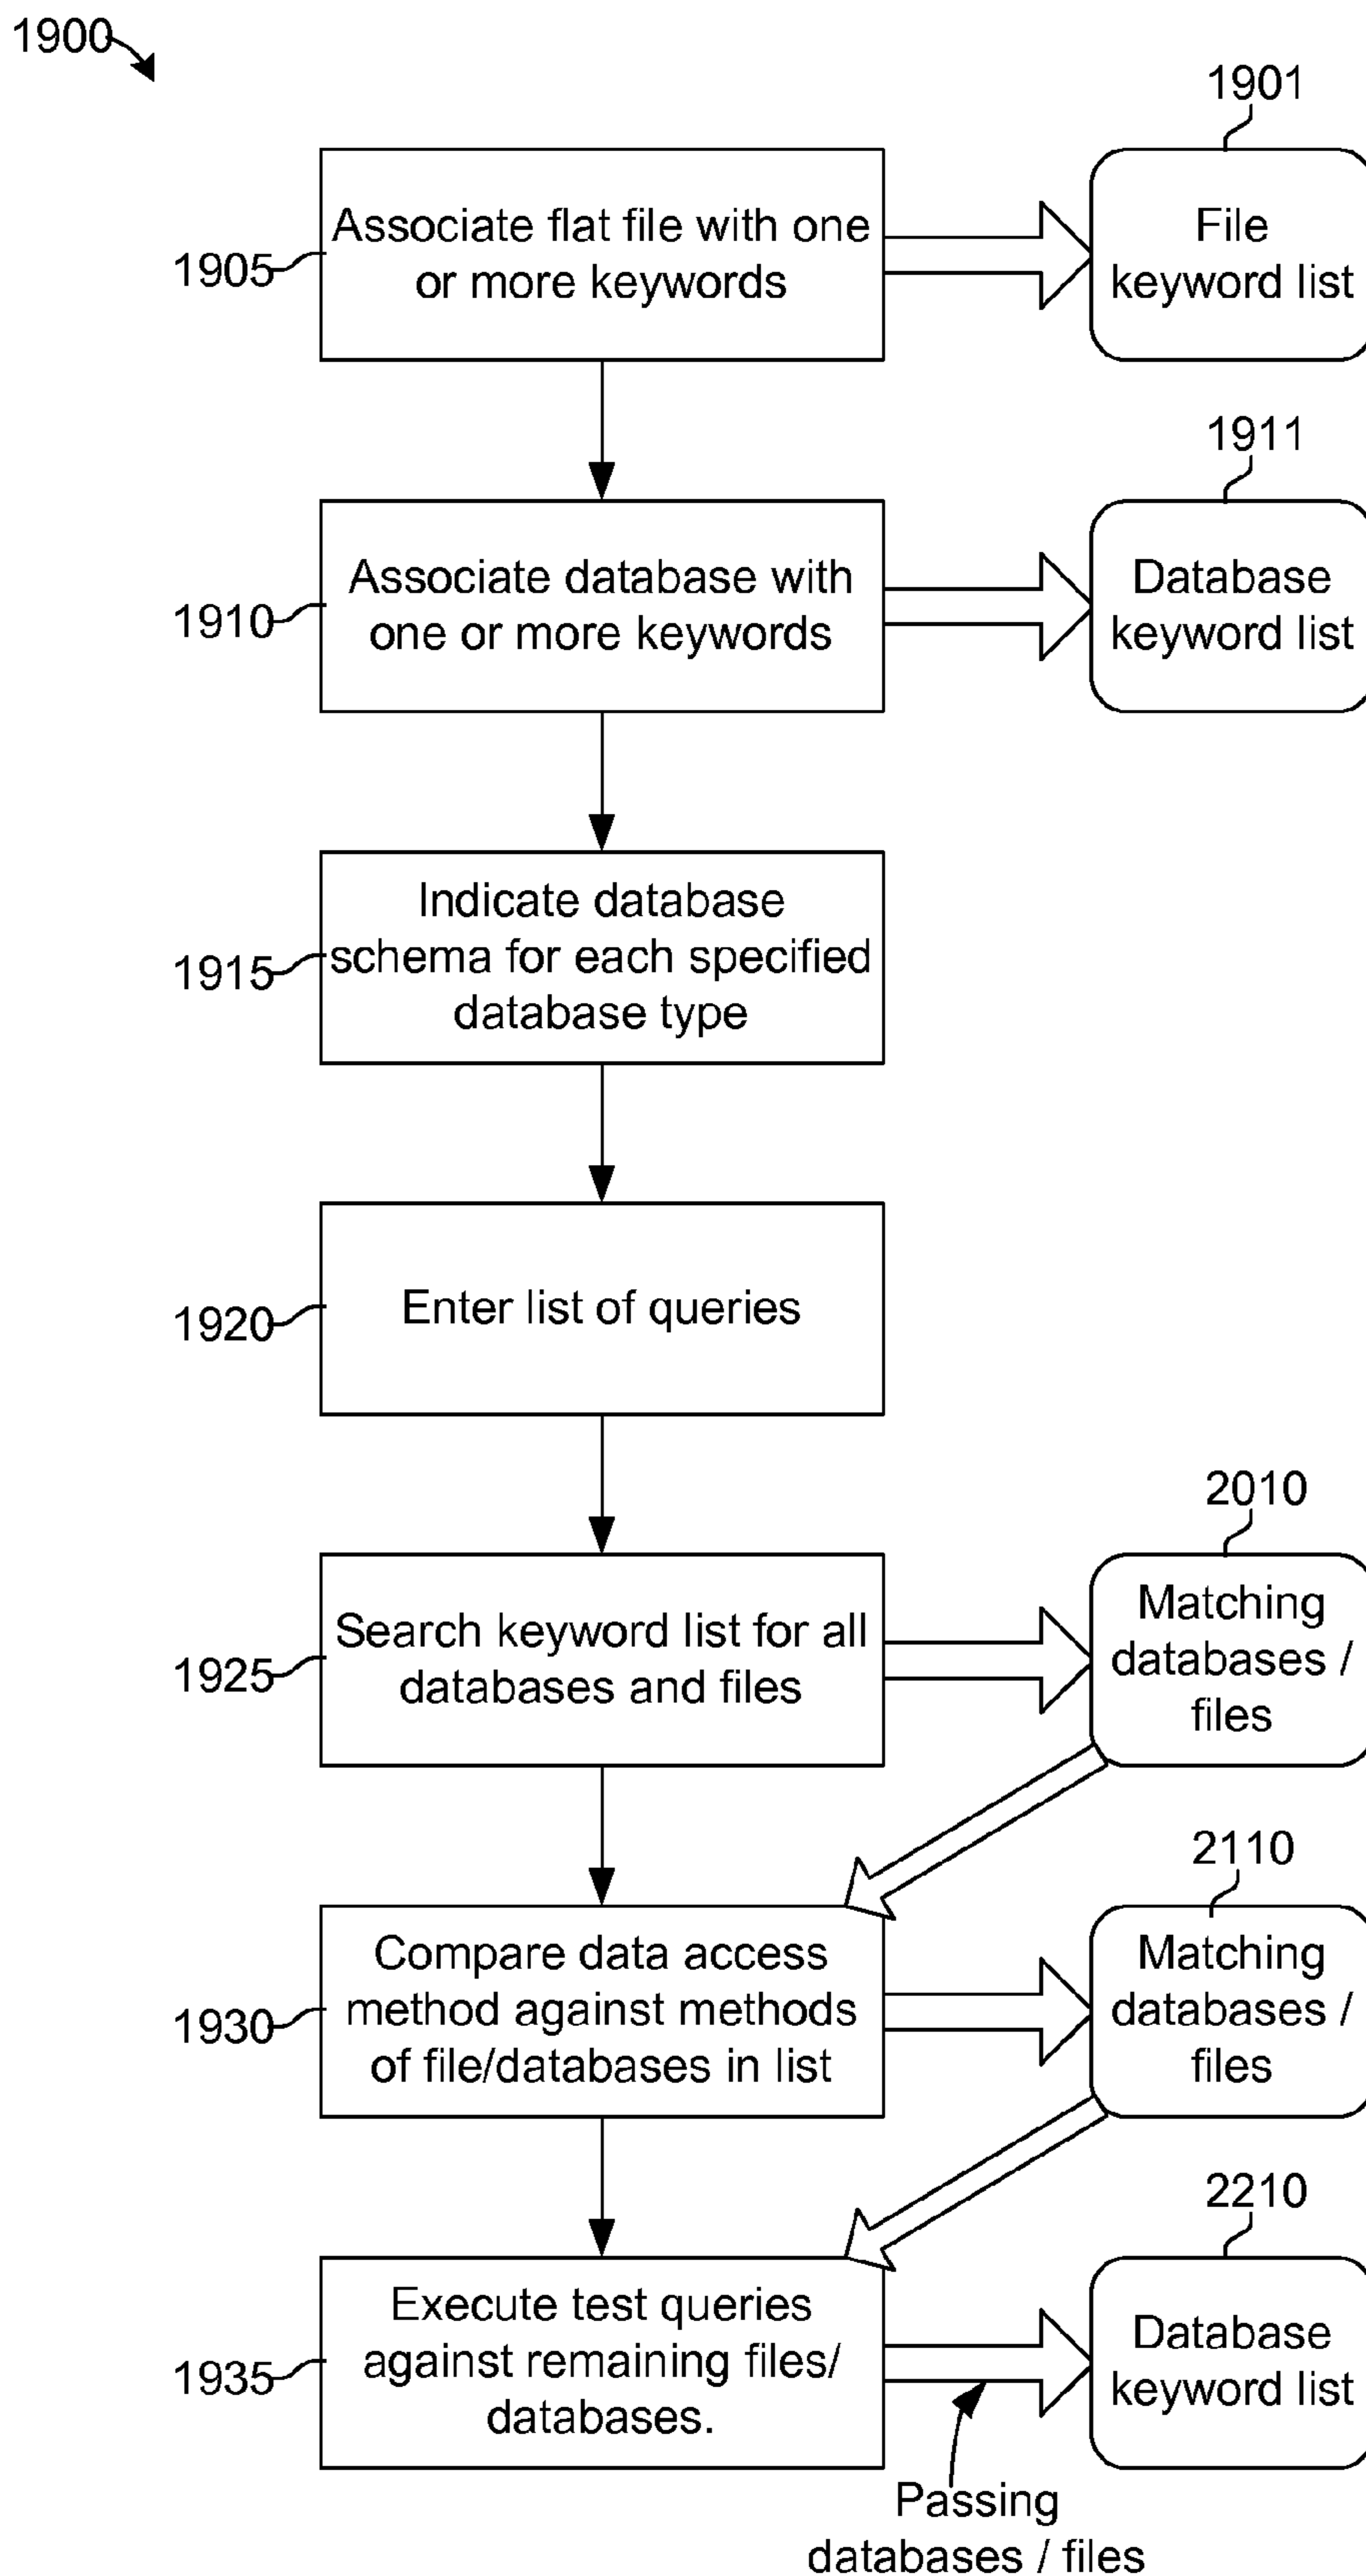 1900
1901
Associate flat file with one
or more keywords
File
keyword list
1905
1911
Associate database with
one or more keywords
Database
keyword list
1910
Indicate database
schema for each specified
database type
1915
Enter list of queries
1920
2010
Search keyword list for all
databases and files
Matching
databases /
files
1925
2110
Compare data access
method against methods
of file/databases in list
Matching
databases /
files
1930
2210
Execute test queries
against remaining files/
databases.
Database
keyword list
1935
Passing
databases / files